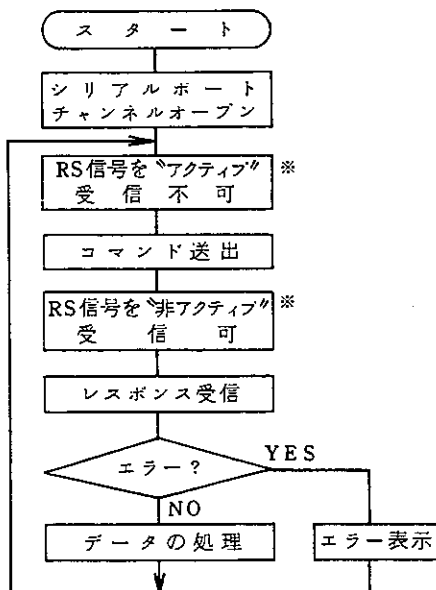 スタート
シリアルポート
チャンネルオープン
RS信号を〝アクティブ〟 ※
受信不可
コマンド送出
RS信号を〝非アクティブ〟 ※
受信可
レスポンス受信
エラー?
YES
NO
データの処理
エラー表示